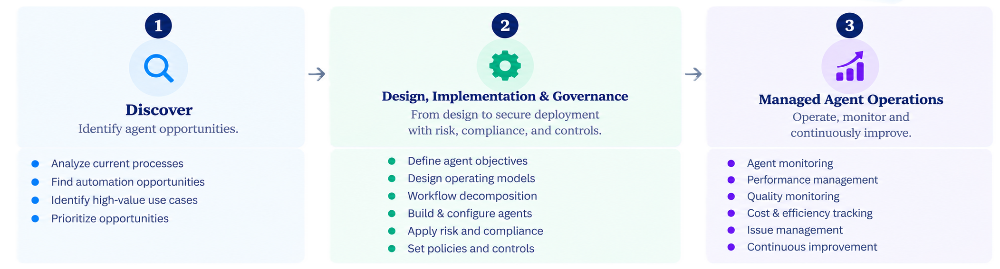 1
Discover
Identify agent opportunities.
Analyze current processes
Find automation opportunities
Identify high-value use cases
Prioritize opportunities
2
Design, Implementation & Governance
From design to secure deployment
with risk, compliance, and controls.
Define agent objectives
Design operating models
Workflow decomposition
Build & configure agents
Apply risk and compliance
Set policies and controls
3
Managed Agent Operations
Operate, monitor and
continuously improve.
Agent monitoring
Performance management
Quality monitoring
Cost & efficiency tracking
Issue management
Continuous improvement